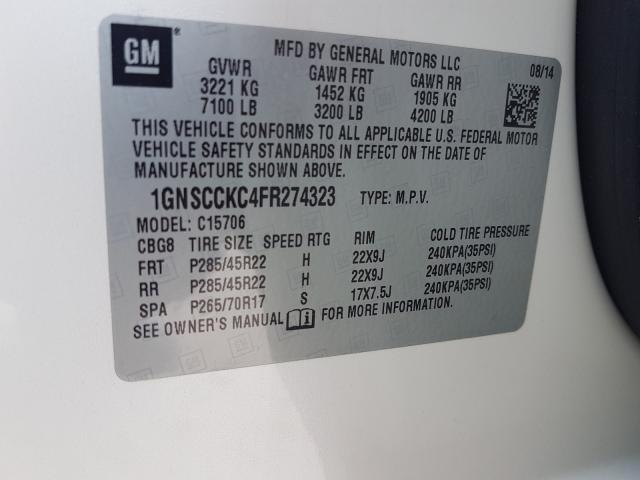 GM
MFD BY GENERAL MOTORS LLC
08/14
GVWR GAWR FRT GAWR RR
3221 KG 1452 KG 1905 KG
7100 LB 3200 LB 4200 LB
THIS VEHICLE CONFORMS TO ALL APPLICABLE U.S. FEDERAL MOTOR
VEHICLE SAFETY STANDARDS IN EFFECT ON THE DATE OF
MANUFACTURE SHOWN ABOVE.
1GNSCCKC4FR274323 TYPE: M.P.V.
MODEL: C15706
CBG8 TIRE SIZE SPEED RTG RIM COLD TIRE PRESSURE
FRT P285/45R22 H 22X9J 240KPA(35PSI)
RR P285/45R22 H 22X9J 240KPA(35PSI)
SPA P265/70R17 S 17X7.5J 240KPA(35PSI)
SEE OWNER'S MANUAL FOR MORE INFORMATION.